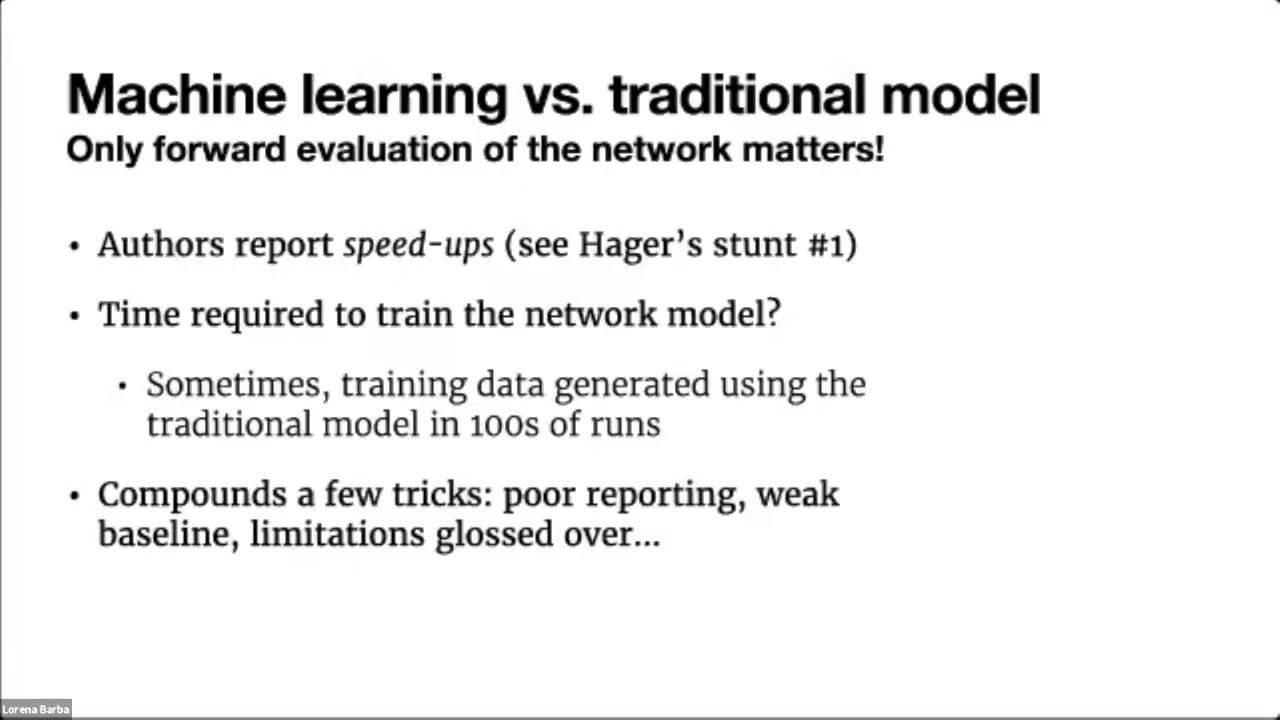 Machine learning vs. traditional model
Only forward evaluation of the network matters!
• Authors report speed-ups (see Hager’s stunt #1)
• Time required to train the network model?
• Sometimes, training data generated using the
traditional model in 100s of runs
• Compounds a few tricks: poor reporting, weak
baseline, limitations glossed over…
Lorena Barba